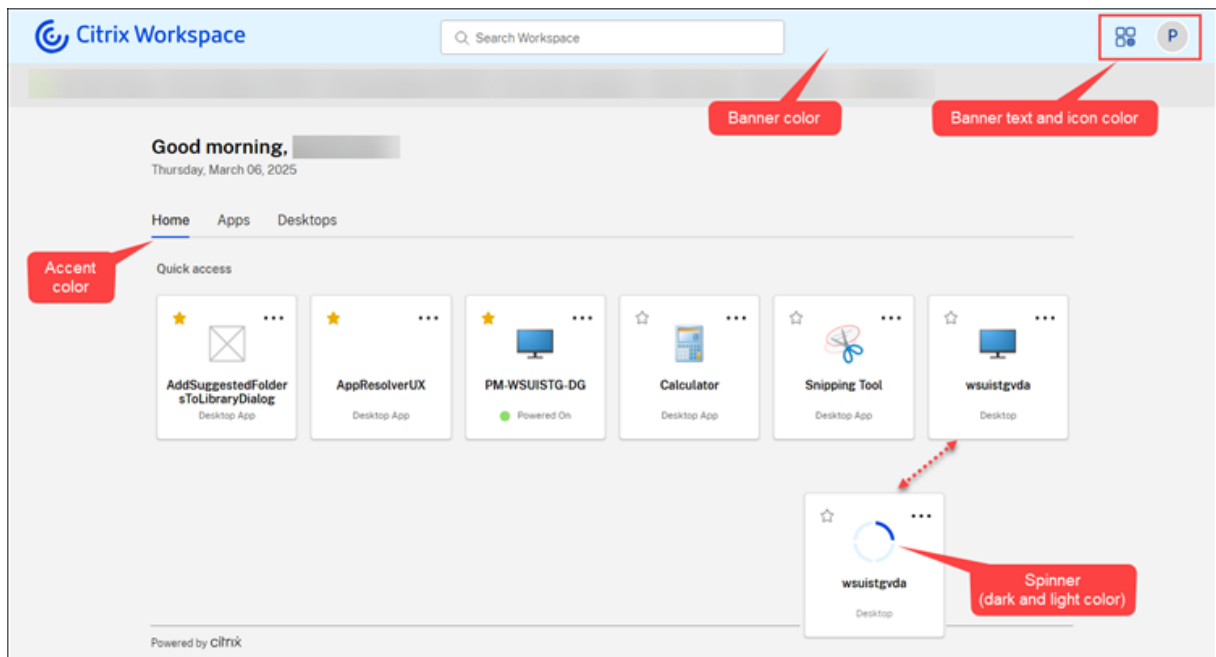 Citrix Workspace
Search Workspace
P
Banner color
Banner text and icon color
Good morning,
Thursday, March 06, 2025
Home Apps Desktops
Accent
color
Quick access
AddSuggestedFolder
sToLibraryDialog
Desktop App
AppResolverUX
Desktop App
PM-WSUISTG-DG
Powered On
Calculator
Desktop App
Snipping Tool
Desktop App
wsuistgvda
Desktop
wsuistgvda
Desktop
Spinner
(dark and light color)
Powered by citrix